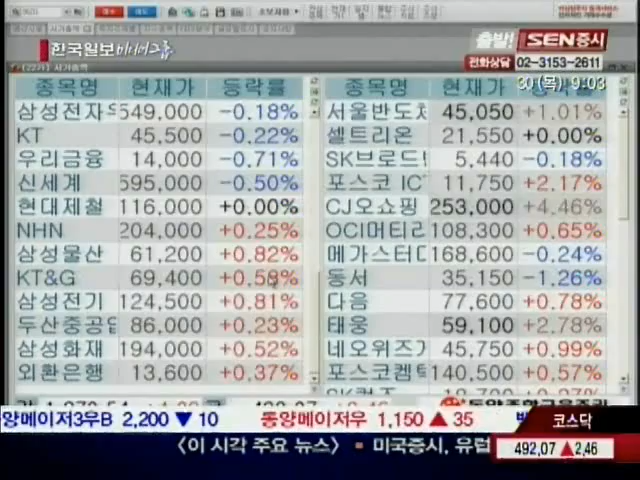 한국일보 미디어그룹
출발! SEN증시
전화상담 02-3153-2611
30 (목) 9:03
종목명 현재가 등락률 종목명 현재가
삼성전자우 549,000 -0.18% 서울반도체 45,050 +1.01%
KT 45,500 -0.22% 셀트리온 21,550 +0.00%
우리금융 14,000 -0.71% SK브로드 5,440 -0.18%
신세계 595,000 -0.50% 포스코 IC 11,750 +2.17%
현대제철 116,000 +0.00% CJ오쇼핑 253,000 +4.46%
NHN 204,000 +0.25% OCI머티리 108,300 +0.65%
삼성물산 61,200 +0.82% 메가스터디 168,600 -0.24%
KT&G 69,400 +0.58% 동서 35,150 -1.26%
삼성전기 124,500 +0.81% 다음 77,600 +0.78%
두산중공업 86,000 +0.23% 태웅 59,100 +2.78%
삼성화재 194,000 +0.52% 네오위즈 45,750 +0.99%
외환은행 13,600 +0.37% 포스코켐텍 140,500 +0.57%
양메이저3우B 2,200 ▼ 10 동양메이저우 1,150 ▲ 35 코스닥
<이 시각 주요 뉴스> 미국증시, 유럽 492.07 ▲2.46